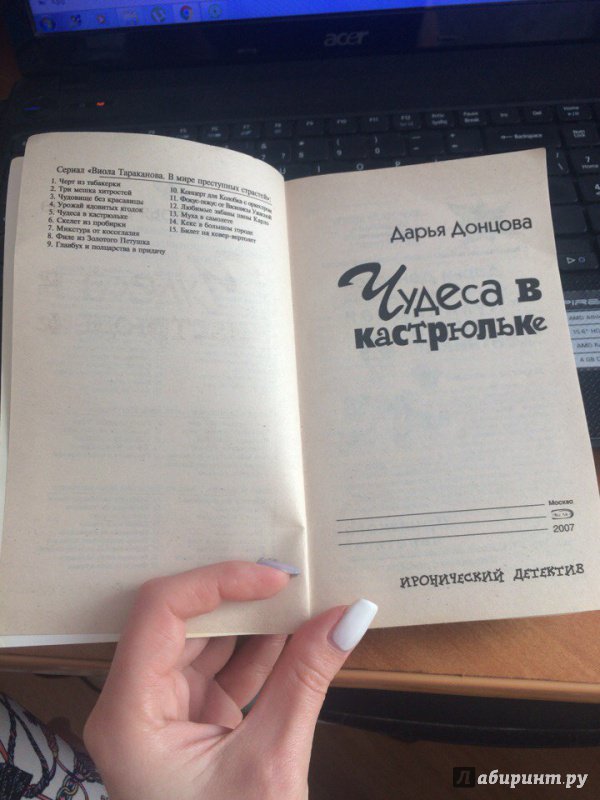 acer
Сериал «Виола Тараканова. В мире преступных страстей»:
1. Черт из табакерки
2. Три мешка хитростей
3. Чудовище без красавицы
4. Урожай ядовитых ягодок
5. Чудеса в кастрюльке
6. Скелет из пробирки
7. Микстура от косоглазия
8. Филе из Золотого Петушка
9. Главбух и полцарства в придачу
10. Концерт для Колобка с оркестром
11. Фокус-покус от Василисы Ужасной
12. Любимые забавы папы Карло
13. Муха в самолете
14. Кекс в большом городе
15. Билет на ковер-вертолет
Дарья Донцова
Чудеса в
кастрюльке
Москва
2007
ИРОНИЧЕСКИЙ ДЕТЕКТИВ
Лабиринт.ру